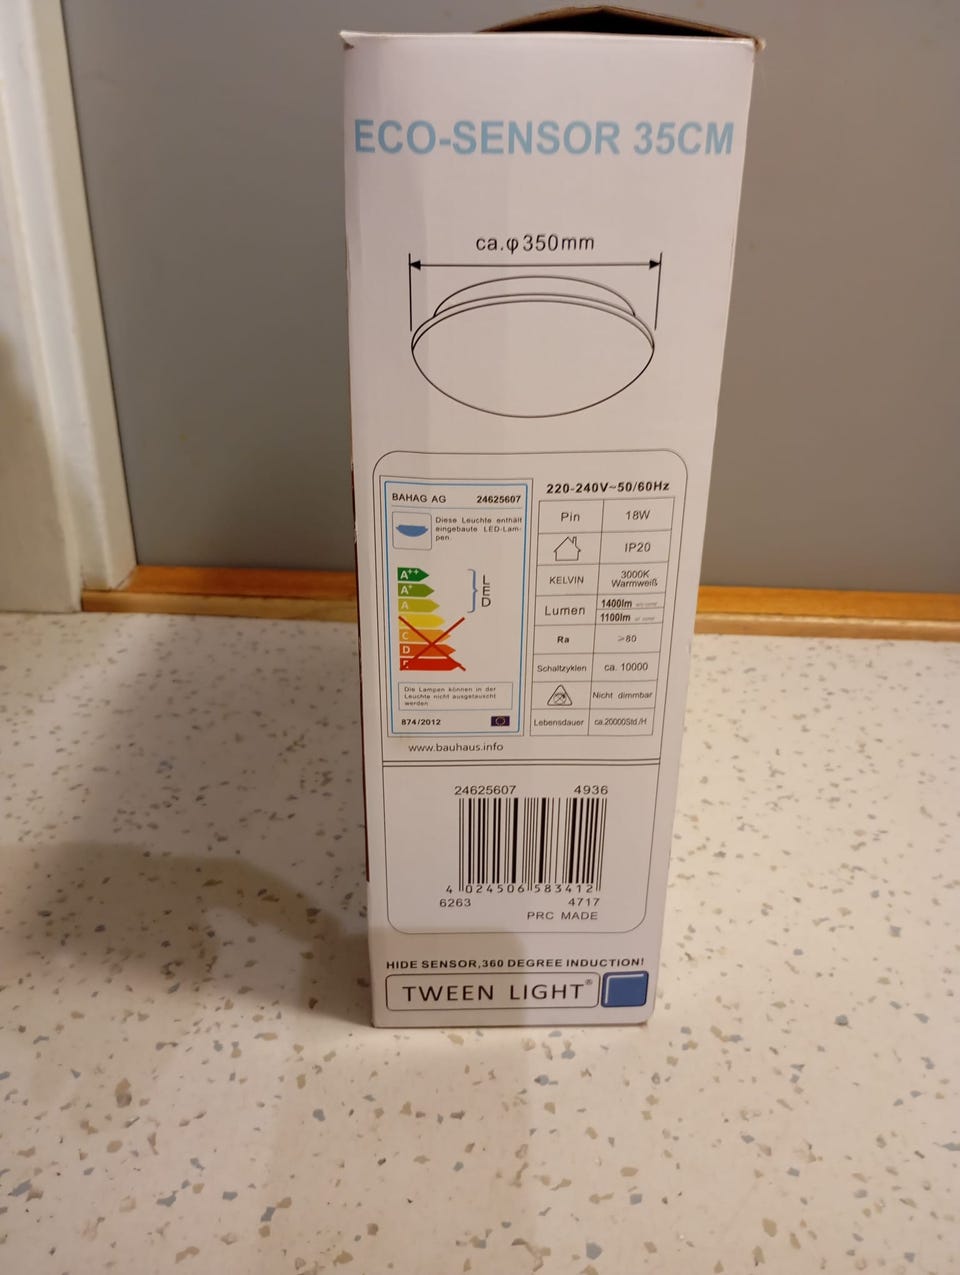 ECO-SENSOR 35CM
ca.φ350mm
BAHAG AG 24625607
Diese Leuchte enthält
eingebaute LED-Lam-
pen.
A++
A+
A
C
D
LED
Die Lampen können in der
Leuchte nicht ausgetauscht
werden.
874/2012
www.bauhaus.info
220-240V~50/60Hz
Pin 18W
IP20
KELVIN 3000K
Warmweiß
Lumen 1400lm
1100lm
Ra ≥80
Schaltzyklen ca. 10000
Nicht dimmbar
Lebensdauer ca.20000Std./H
24625607 4936
4 024506 583412
6263 4717
PRC MADE
HIDE SENSOR,360 DEGREE INDUCTION!
TWEEN LIGHT®